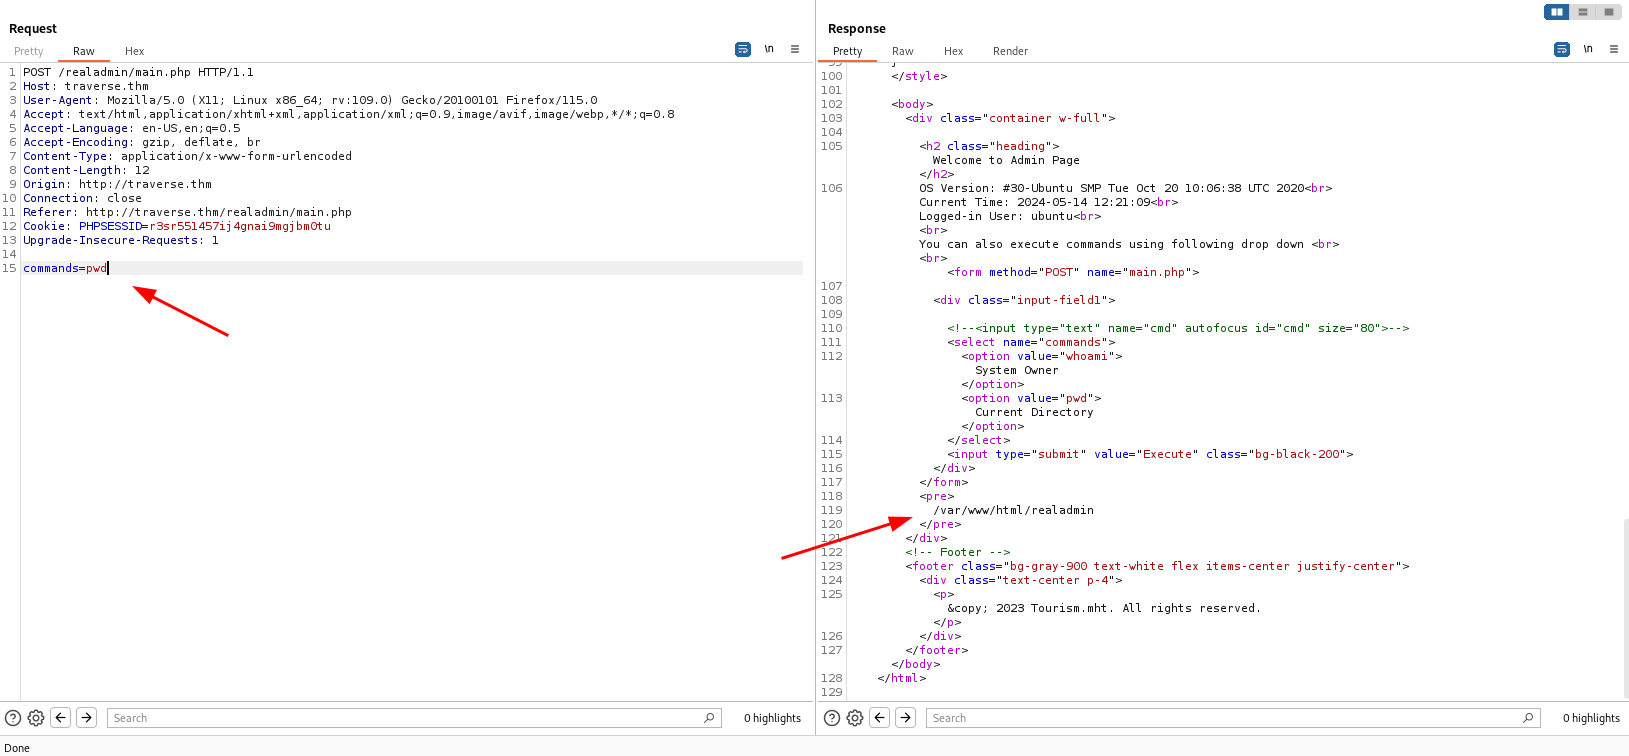 Request
Pretty Raw Hex \n
1 POST /realadmin/main.php HTTP/1.1
2 Host: traverse.thm
3 User-Agent: Mozilla/5.0 (X11; Linux x86_64; rv:109.0) Gecko/20100101 Firefox/115.0
4 Accept: text/html,application/xhtml+xml,application/xml;q=0.9,image/avif,image/webp,*/*;q=0.8
5 Accept-Language: en-US,en;q=0.5
6 Accept-Encoding: gzip, deflate, br
7 Content-Type: application/x-www-form-urlencoded
8 Content-Length: 12
9 Origin: http://traverse.thm
10 Connection: close
11 Referer: http://traverse.thm/realadmin/main.php
12 Cookie: PHPSESSID=r3sr551457ij4gnai9mgjbm0tu
13 Upgrade-Insecure-Requests: 1
14
15 commands=pwd
Search
0 highlights
Response
Pretty Raw Hex Render \n
99 }
100 </style>
101
102 <body>
103 <div class="container w-full">
104
105 <h2 class="heading">
Welcome to Admin Page
</h2>
106 OS Version: #30-Ubuntu SMP Tue Oct 20 10:06:38 UTC 2020<br>
Current Time: 2024-05-14 12:21:09<br>
Logged-in User: ubuntu<br>
<br>
You can also execute commands using following drop down <br>
<br>
<form method="POST" name="main.php">
107
108 <div class="input-field1">
109
110 <!--<input type="text" name="cmd" autofocus id="cmd" size="80">-->
111 <select name="commands">
112 <option value="whoami">
System Owner
</option>
113 <option value="pwd">
Current Directory
</option>
114 </select>
115 <input type="submit" value="Execute" class="bg-black-200">
116 </div>
117 </form>
118 <pre>
119 /var/www/html/realadmin
120 </pre>
121 </div>
122 <!-- Footer -->
123 <footer class="bg-gray-900 text-white flex items-center justify-center">
124 <div class="text-center p-4">
125 <p>
&copy; 2023 Tourism.mht. All rights reserved.
</p>
126 </div>
127 </footer>
</body>
128 </html>
129
Search
0 highlights
Done